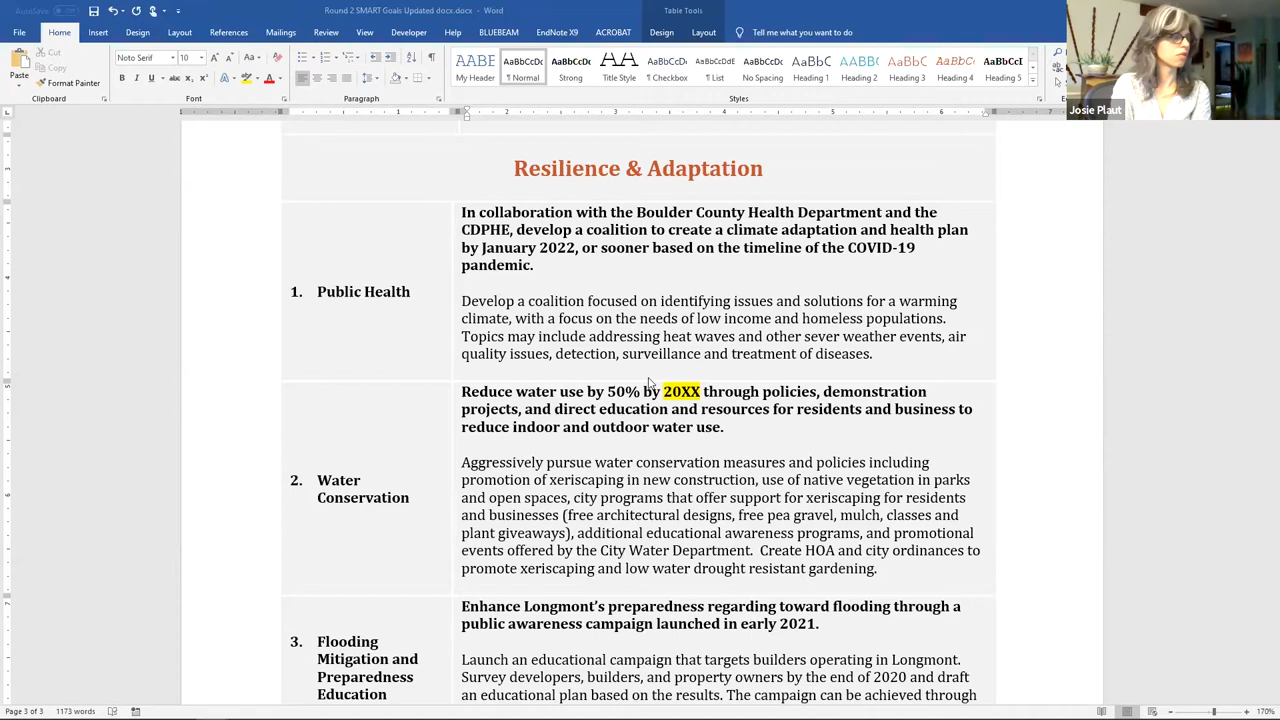 Round 2 SMART Goals Updated docx.docx - Word
Table Tools
File Home Insert Design Layout References Mailings Review View Developer Help BLUEBEAM EndNote X9 ACROBAT Design Layout Tell me what you want to do
Cut
Copy
Format Painter
Paste
Clipboard
Noto Serif 10
Font
Paragraph
AABE AaBbCcDc AaBbCcDc AA AaBbCcDc AaBbCcDdE AaBbCcDc AaBbC AABBC AaBbCc AaBbCc AaBbCcI
My Header ¶ Normal Strong Title Style ¶ Checkbox ¶ List No Spacing Heading 1 Heading 2 Heading 3 Heading 4 Heading 5
Styles
Josie Plaut
Resilience & Adaptation
1. Public Health
In collaboration with the Boulder County Health Department and the
CDPHE, develop a coalition to create a climate adaptation and health plan
by January 2022, or sooner based on the timeline of the COVID-19
pandemic.
Develop a coalition focused on identifying issues and solutions for a warming
climate, with a focus on the needs of low income and homeless populations.
Topics may include addressing heat waves and other sever weather events, air
quality issues, detection, surveillance and treatment of diseases.
2. Water
Conservation
Reduce water use by 50% by 20XX through policies, demonstration
projects, and direct education and resources for residents and business to
reduce indoor and outdoor water use.
Aggressively pursue water conservation measures and policies including
promotion of xeriscaping in new construction, use of native vegetation in parks
and open spaces, city programs that offer support for xeriscaping for residents
and businesses (free architectural designs, free pea gravel, mulch, classes and
plant giveaways), additional educational awareness programs, and promotional
events offered by the City Water Department. Create HOA and city ordinances to
promote xeriscaping and low water drought resistant gardening.
3. Flooding
Mitigation and
Preparedness
Education
Enhance Longmont's preparedness regarding toward flooding through a
public awareness campaign launched in early 2021.
Launch an educational campaign that targets builders operating in Longmont.
Survey developers, builders, and property owners by the end of 2020 and draft
an educational plan based on the results. The campaign can be achieved through
Page 3 of 3 1173 words
170%